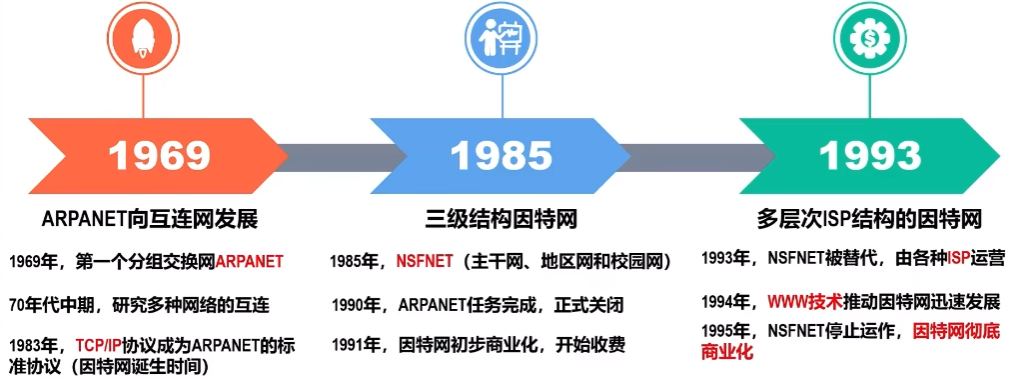 1969
1985
1993
ARPANET向互连网发展
1969年，第一个分组交换网ARPANET
70年代中期，研究多种网络的互连
1983年，TCP/IP协议成为ARPANET的标
准协议（因特网诞生时间）
三级结构因特网
1985年，NSFNET（主干网、地区网和校园网）
1990年，ARPANET任务完成，正式关闭
1991年，因特网初步商业化，开始收费
多层次ISP结构的因特网
1993年，NSFNET被替代，由各种ISP运营
1994年，WWW技术推动因特网迅速发展
1995年，NSFNET停止运作，因特网彻底
商业化